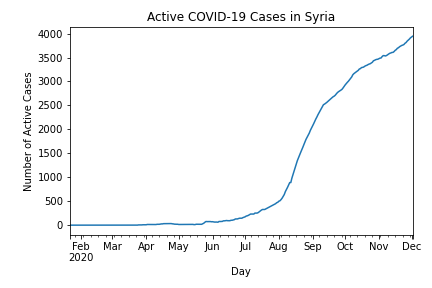 Active COVID-19 Cases in Syria
Number of Active Cases
4000
3500
3000
2500
2000
1500
1000
500
0
Feb Mar Apr May Jun Jul Aug Sep Oct Nov Dec
2020
Day